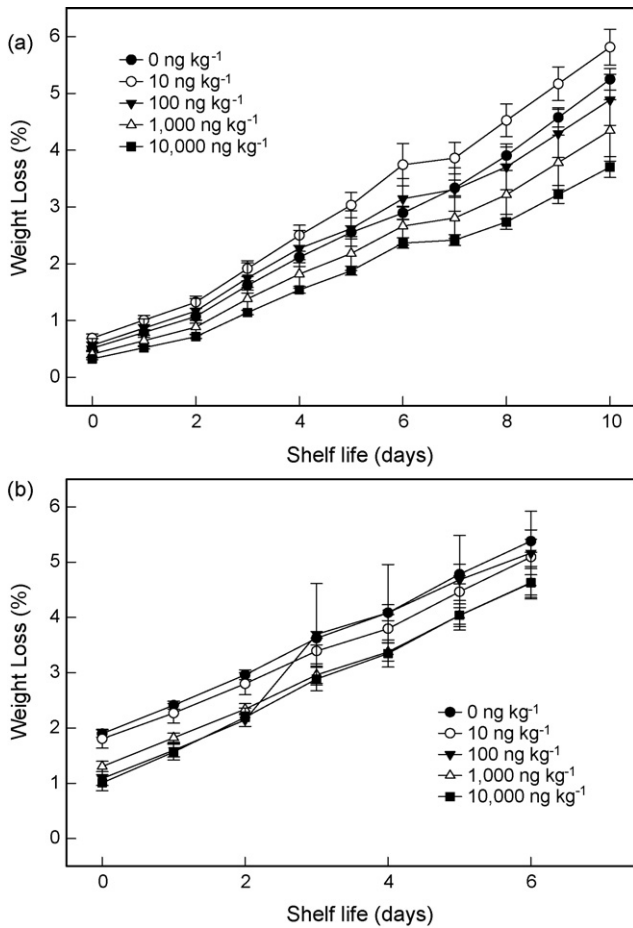 (a)
6
5
4
3
2
1
0
Weight Loss (%)
0 ng kg⁻¹
10 ng kg⁻¹
100 ng kg⁻¹
1,000 ng kg⁻¹
10,000 ng kg⁻¹
0 2 4 6 8 10
Shelf life (days)
(b)
6
5
4
3
2
1
0
Weight Loss (%)
0 ng kg⁻¹
10 ng kg⁻¹
100 ng kg⁻¹
1,000 ng kg⁻¹
10,000 ng kg⁻¹
0 2 4 6
Shelf life (days)